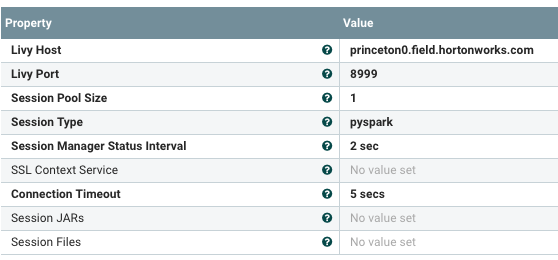 Property Value
Livy Host princeton0.field.hortonworks.com
Livy Port 8999
Session Pool Size 1
Session Type pyspark
Session Manager Status Interval 2 sec
SSL Context Service No value set
Connection Timeout 5 secs
Session JARs No value set
Session Files No value set